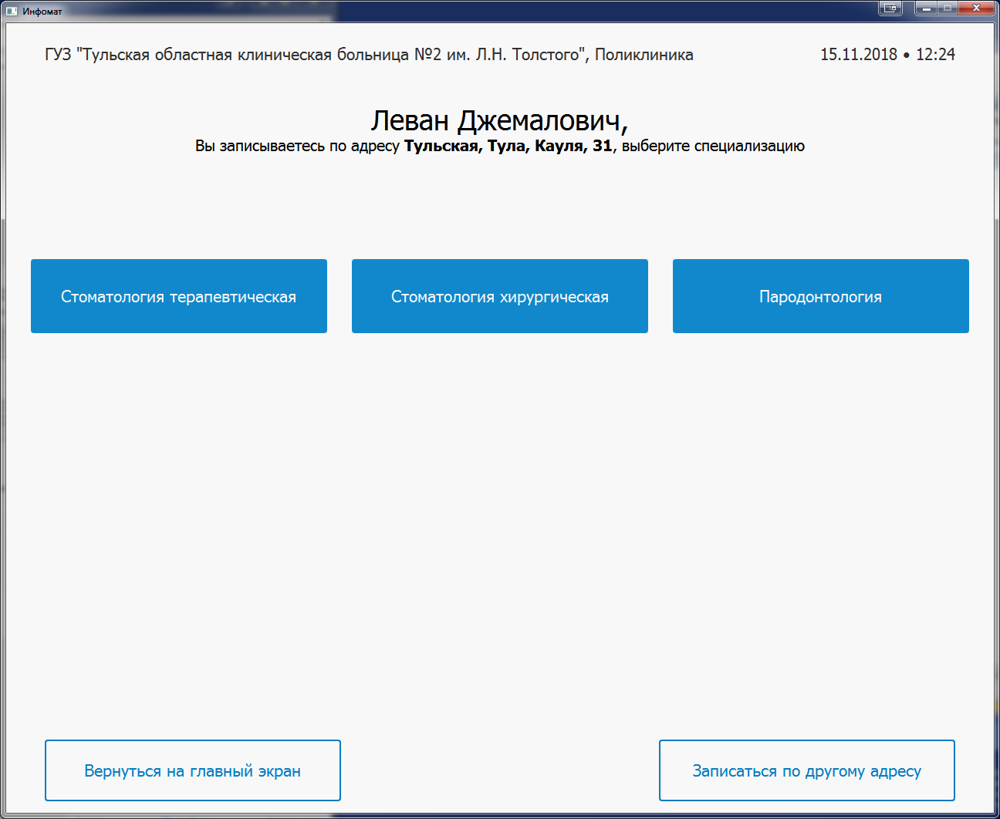 Инфомат
ГУЗ "Тульская областная клиническая больница №2 им. Л.Н. Толстого", Поликлиника
15.11.2018 • 12:24
Леван Джемалович,
Вы записываетесь по адресу Тульская, Тула, Кауля, 31, выберите специализацию
Стоматология терапевтическая
Стоматология хирургическая
Пародонтология
Вернуться на главный экран
Записаться по другому адресу